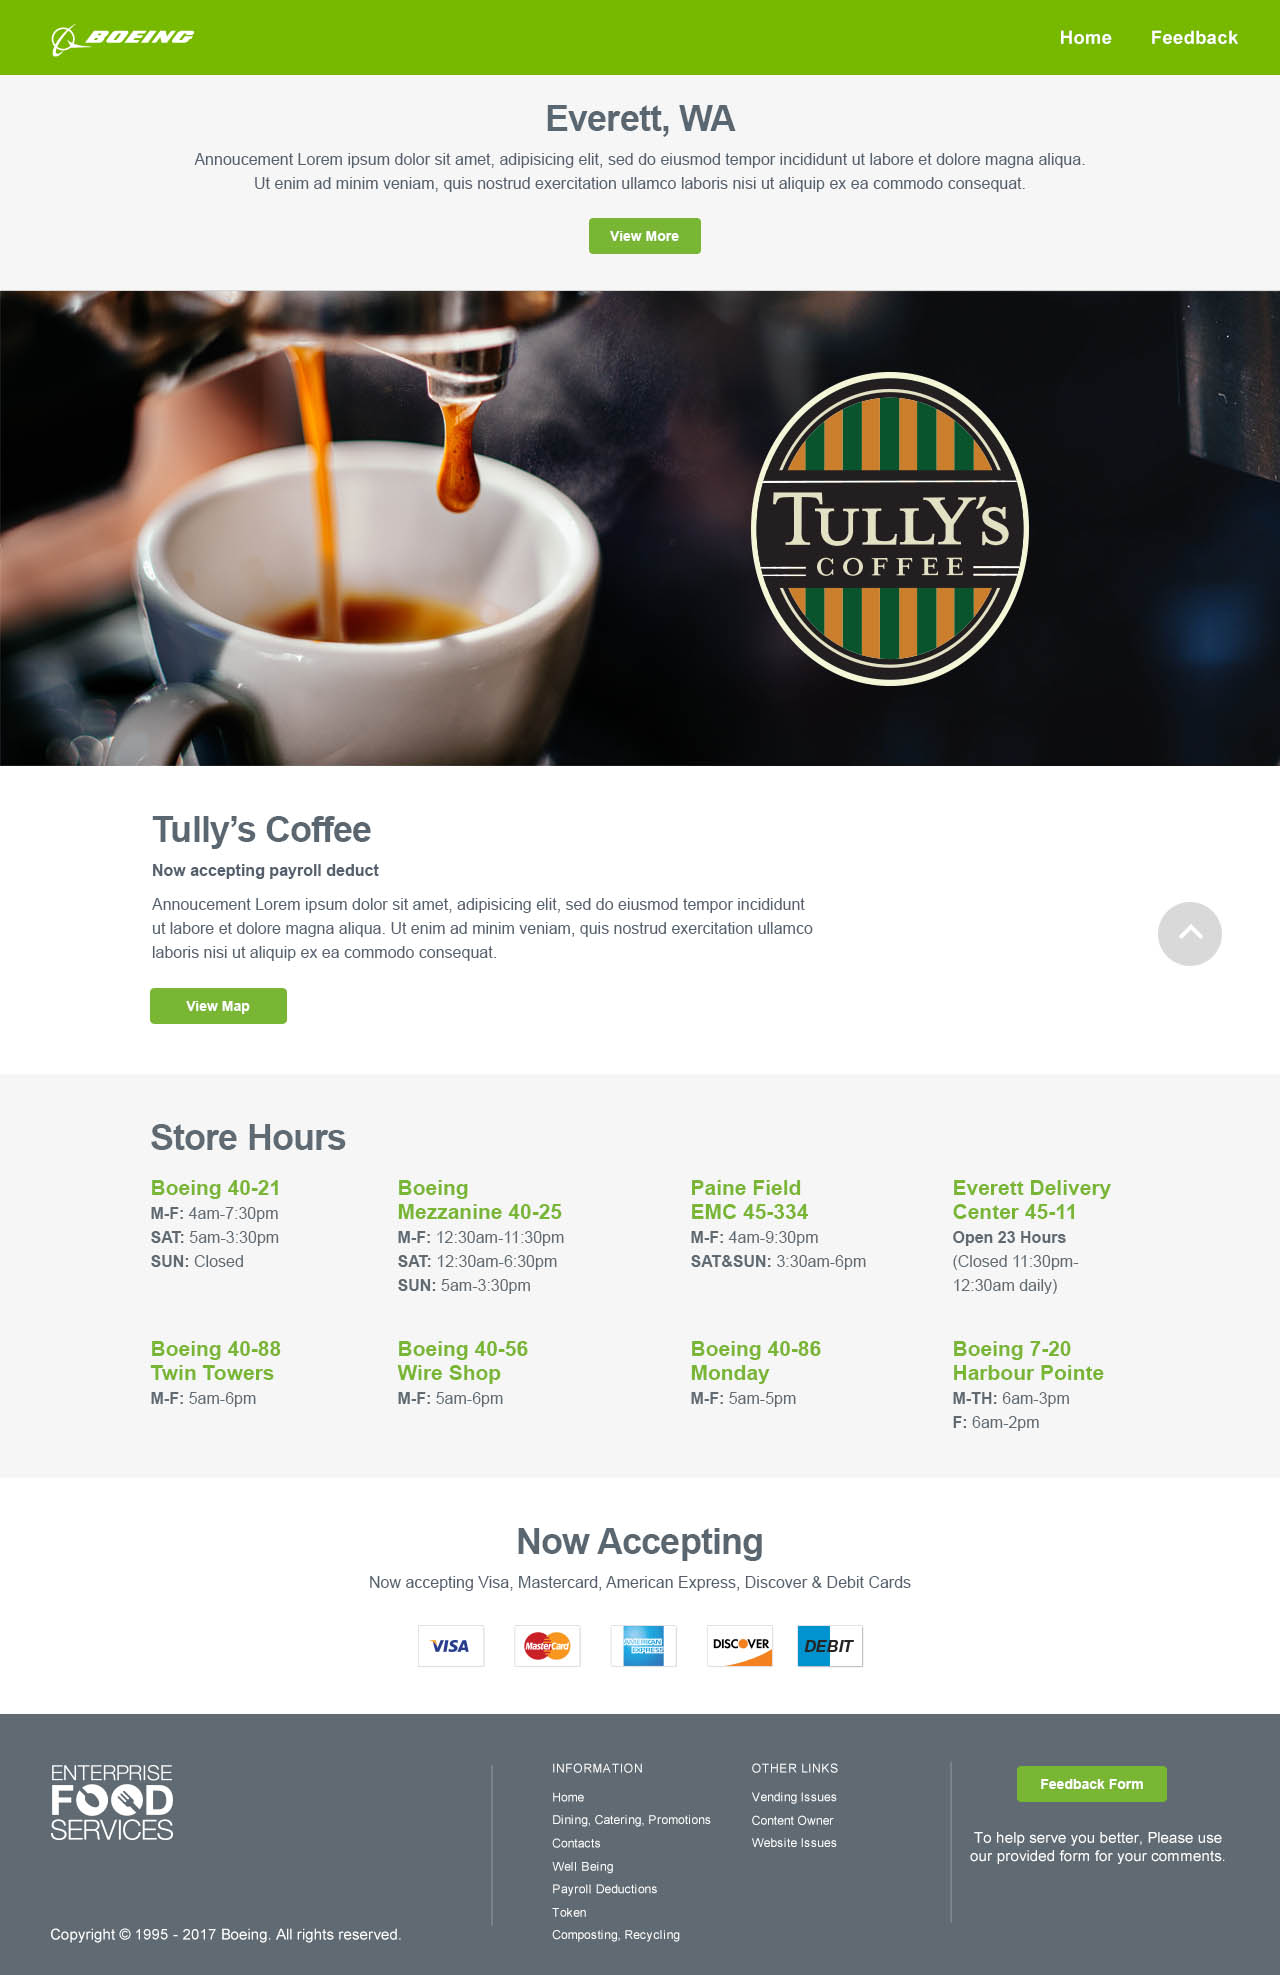 BOEING
Home Feedback
Everett, WA
Annoucement Lorem ipsum dolor sit amet, adipisicing elit, sed do eiusmod tempor incididunt ut labore et dolore magna aliqua.
Ut enim ad minim veniam, quis nostrud exercitation ullamco laboris nisi ut aliquip ex ea commodo consequat.
View More
TULLY'S
COFFEE
Tully’s Coffee
Now accepting payroll deduct
Annoucement Lorem ipsum dolor sit amet, adipisicing elit, sed do eiusmod tempor incididunt
ut labore et dolore magna aliqua. Ut enim ad minim veniam, quis nostrud exercitation ullamco
laboris nisi ut aliquip ex ea commodo consequat.
View Map
Store Hours
Boeing 40-21
M-F: 4am-7:30pm
SAT: 5am-3:30pm
SUN: Closed
Boeing
Mezzanine 40-25
M-F: 12:30am-11:30pm
SAT: 12:30am-6:30pm
SUN: 5am-3:30pm
Paine Field
EMC 45-334
M-F: 4am-9:30pm
SAT&SUN: 3:30am-6pm
Everett Delivery
Center 45-11
Open 23 Hours
(Closed 11:30pm-
12:30am daily)
Boeing 40-88
Twin Towers
M-F: 5am-6pm
Boeing 40-56
Wire Shop
M-F: 5am-6pm
Boeing 40-86
Monday
M-F: 5am-5pm
Boeing 7-20
Harbour Pointe
M-TH: 6am-3pm
F: 6am-2pm
Now Accepting
Now accepting Visa, Mastercard, American Express, Discover & Debit Cards
VISA
MasterCard
AMERICAN
EXPRESS
DISCOVER
DEBIT
ENTERPRISE
FOOD
SERVICES
Copyright © 1995 - 2017 Boeing. All rights reserved.
INFORMATION
Home
Dining, Catering, Promotions
Contacts
Well Being
Payroll Deductions
Token
Composting, Recycling
OTHER LINKS
Vending Issues
Content Owner
Website Issues
Feedback Form
To help serve you better, Please use
our provided form for your comments.